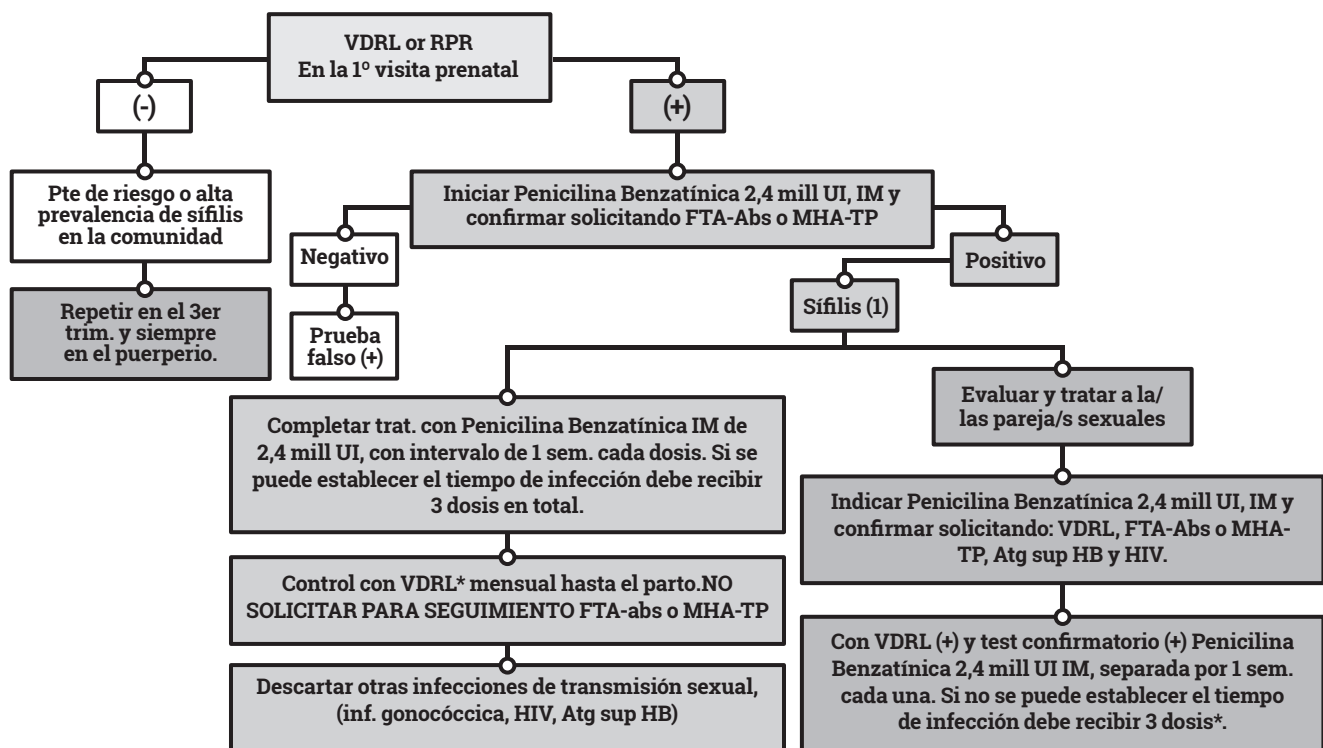 VDRL or RPR
En la 1º visita prenatal
(-)
(+)
Pte de riesgo o alta
prevalencia de sífilis
en la comunidad
Repetir en el 3er
trim. y siempre
en el puerperio.
Iniciar Penicilina Benzatínica 2,4 mill UI, IM y
confirmar solicitando FTA-Abs o MHA-TP
Negativo
Prueba
falso (+)
Positivo
Sífilis (1)
Completar trat. con Penicilina Benzatínica IM de
2,4 mill UI, con intervalo de 1 sem. cada dosis. Si se
puede establecer el tiempo de infección debe recibir
3 dosis en total.
Control con VDRL* mensual hasta el parto.NO
SOLICITAR PARA SEGUIMIENTO FTA-abs o MHA-TP
Descartar otras infecciones de transmisión sexual,
(inf. gonocóccica, HIV, Atg sup HB)
Evaluar y tratar a la/
las pareja/s sexuales
Indicar Penicilina Benzatínica 2,4 mill UI, IM y
confirmar solicitando: VDRL, FTA-Abs o MHA-
TP, Atg sup HB y HIV.
Con VDRL (+) y test confirmatorio (+) Penicilina
Benzatínica 2,4 mill UI IM, separada por 1 sem.
cada una. Si no se puede establecer el tiempo
de infección debe recibir 3 dosis*.